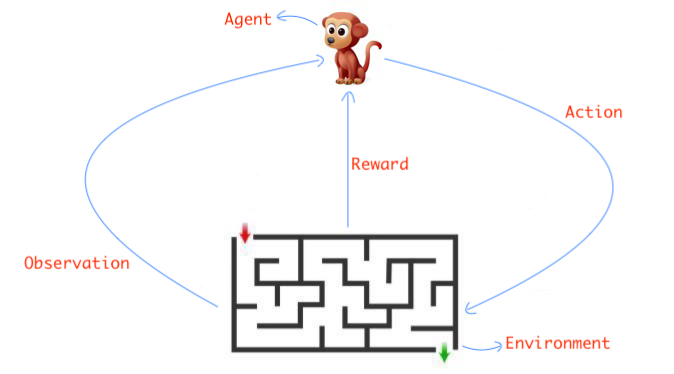 Agent
Action
Reward
Observation
Environment